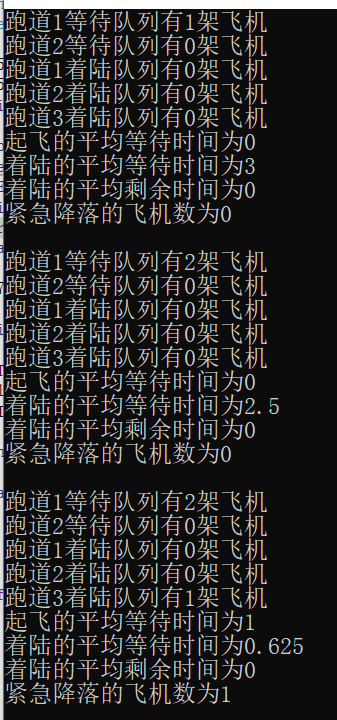 跑道1等待队列有1架飞机
跑道2等待队列有0架飞机
跑道1着陆队列有0架飞机
跑道2着陆队列有0架飞机
跑道3着陆队列有0架飞机
起飞的平均等待时间为0
着陆的平均等待时间为3
着陆的平均剩余时间为0
紧急降落的飞机数为0
跑道1等待队列有2架飞机
跑道2等待队列有0架飞机
跑道1着陆队列有0架飞机
跑道2着陆队列有0架飞机
跑道3着陆队列有0架飞机
起飞的平均等待时间为0
着陆的平均等待时间为2.5
着陆的平均剩余时间为0
紧急降落的飞机数为0
跑道1等待队列有2架飞机
跑道2等待队列有0架飞机
跑道1着陆队列有0架飞机
跑道2着陆队列有0架飞机
跑道3着陆队列有1架飞机
起飞的平均等待时间为1
着陆的平均等待时间为0.625
着陆的平均剩余时间为0
紧急降落的飞机数为1